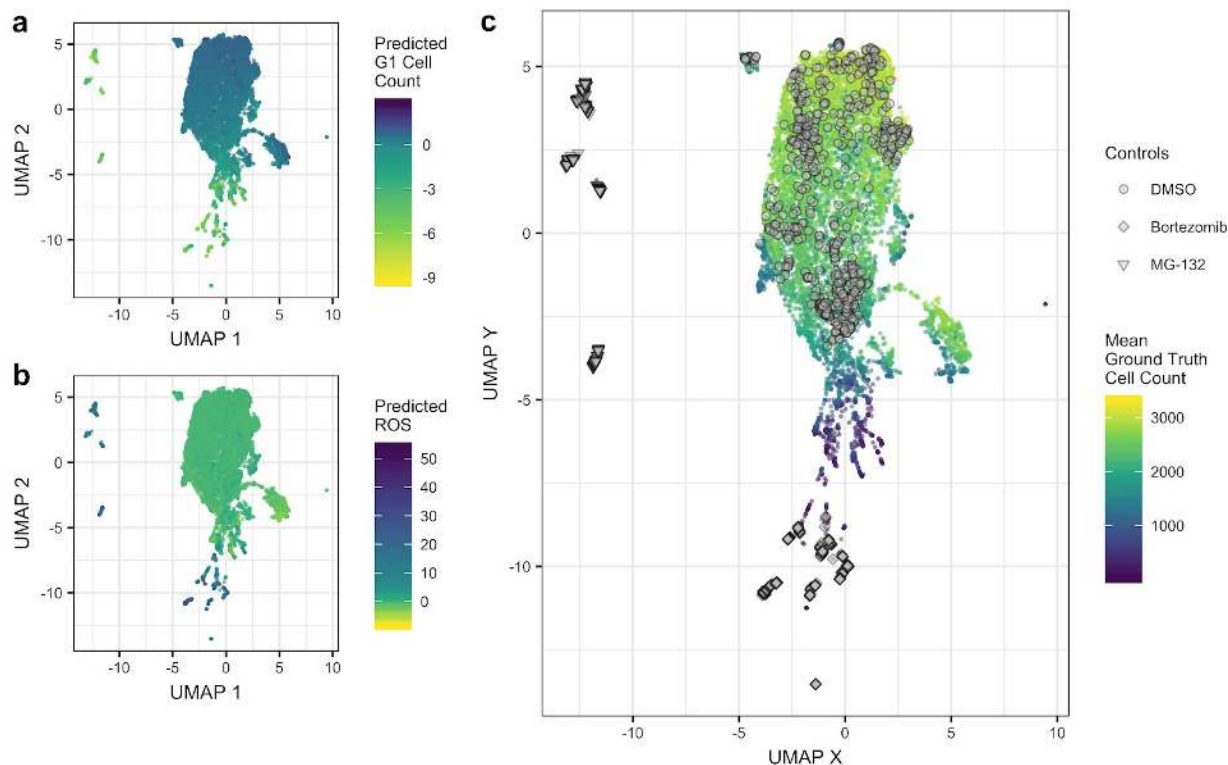 a
5
0
-5
-10
UMAP 2
-10
-5
0
5
10
UMAP 1
Predicted
G1 Cell
Count
0
-3
-6
-9
b
5
0
-5
-10
UMAP 2
-10
-5
0
5
10
UMAP 1
Predicted
ROS
50
40
30
20
10
0
c
5
0
-5
-10
UMAP Y
-10
-5
0
5
10
UMAP X
Controls
DMSO
Bortezomib
MG-132
Mean
Ground Truth
Cell Count
3000
2000
1000